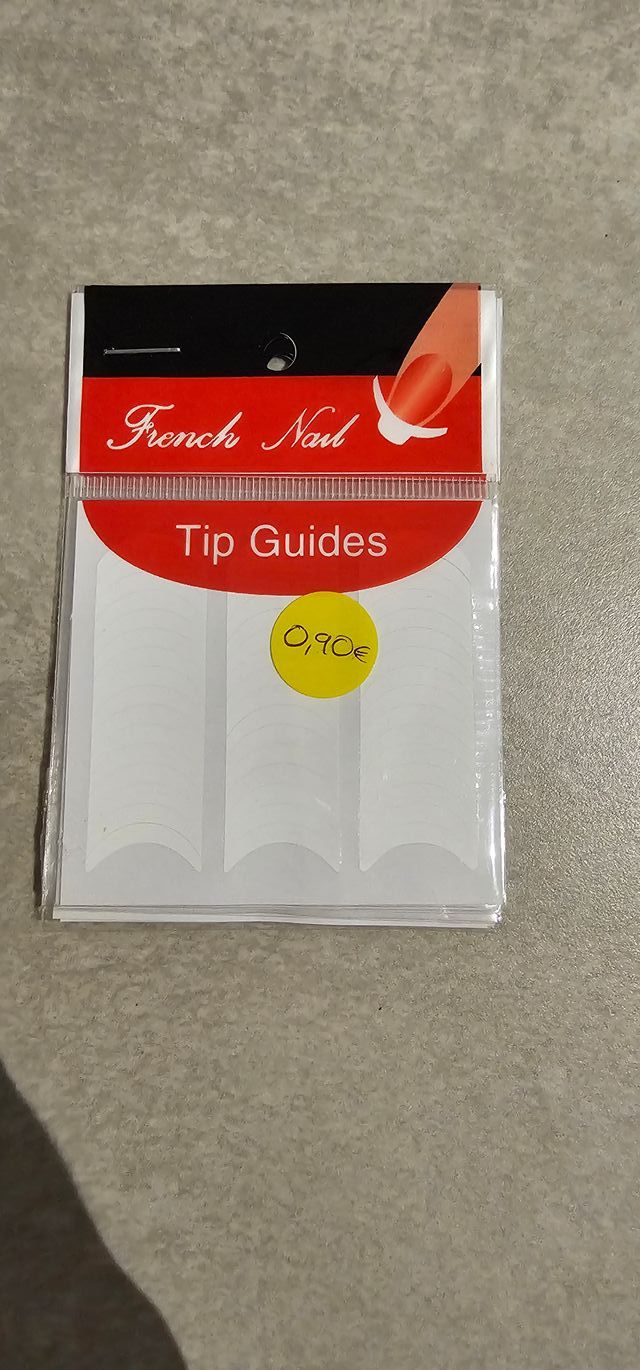 French Nail
Tip Guides
0,90€